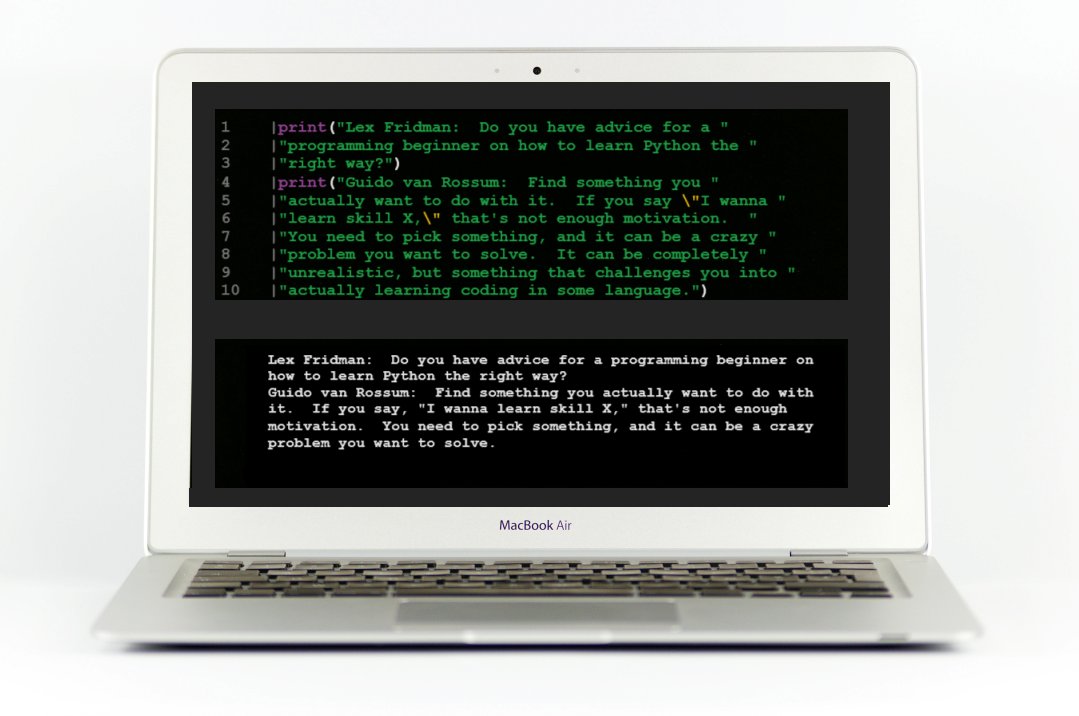 1 |print("Lex Fridman:  Do you have advice for a "
2 |"programming beginner on how to learn Python the "
3 |"right way?")
4 |print("Guido van Rossum:  Find something you "
5 |"actually want to do with it.  If you say \"I wanna "
6 |"learn skill X,\" that's not enough motivation.  "
7 |"You need to pick something, and it can be a crazy "
8 |"problem you want to solve.  It can be completely "
9 |"unrealistic, but something that challenges you into "
10 |"actually learning coding in some language.")
Lex Fridman:  Do you have advice for a programming beginner on
how to learn Python the right way?
Guido van Rossum:  Find something you actually want to do with
it.  If you say, "I wanna learn skill X," that's not enough
motivation.  You need to pick something, and it can be a crazy
problem you want to solve.
MacBook Air